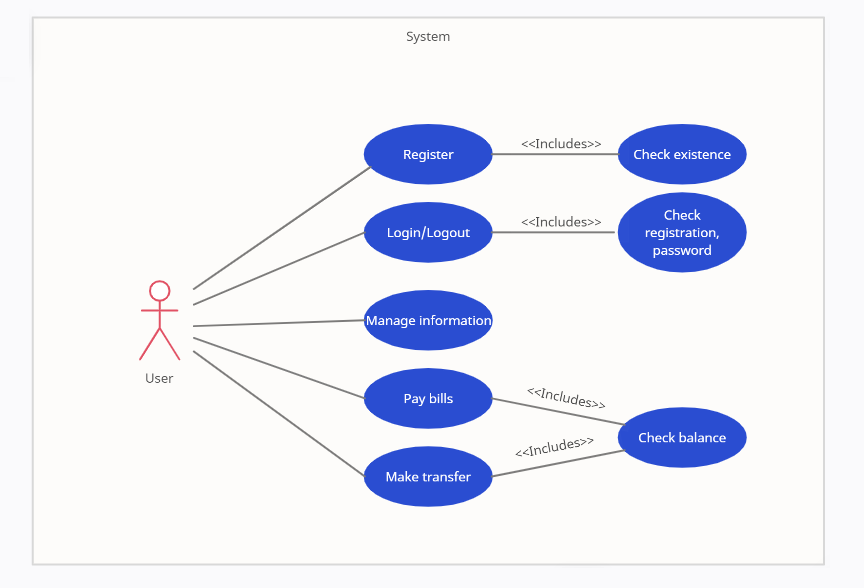 System
Register
<<Includes>>
Check existence
Login/Logout
<<Includes>>
Check
registration,
password
Manage information
User
Pay bills
<<Includes>>
Make transfer
<<Includes>>
Check balance